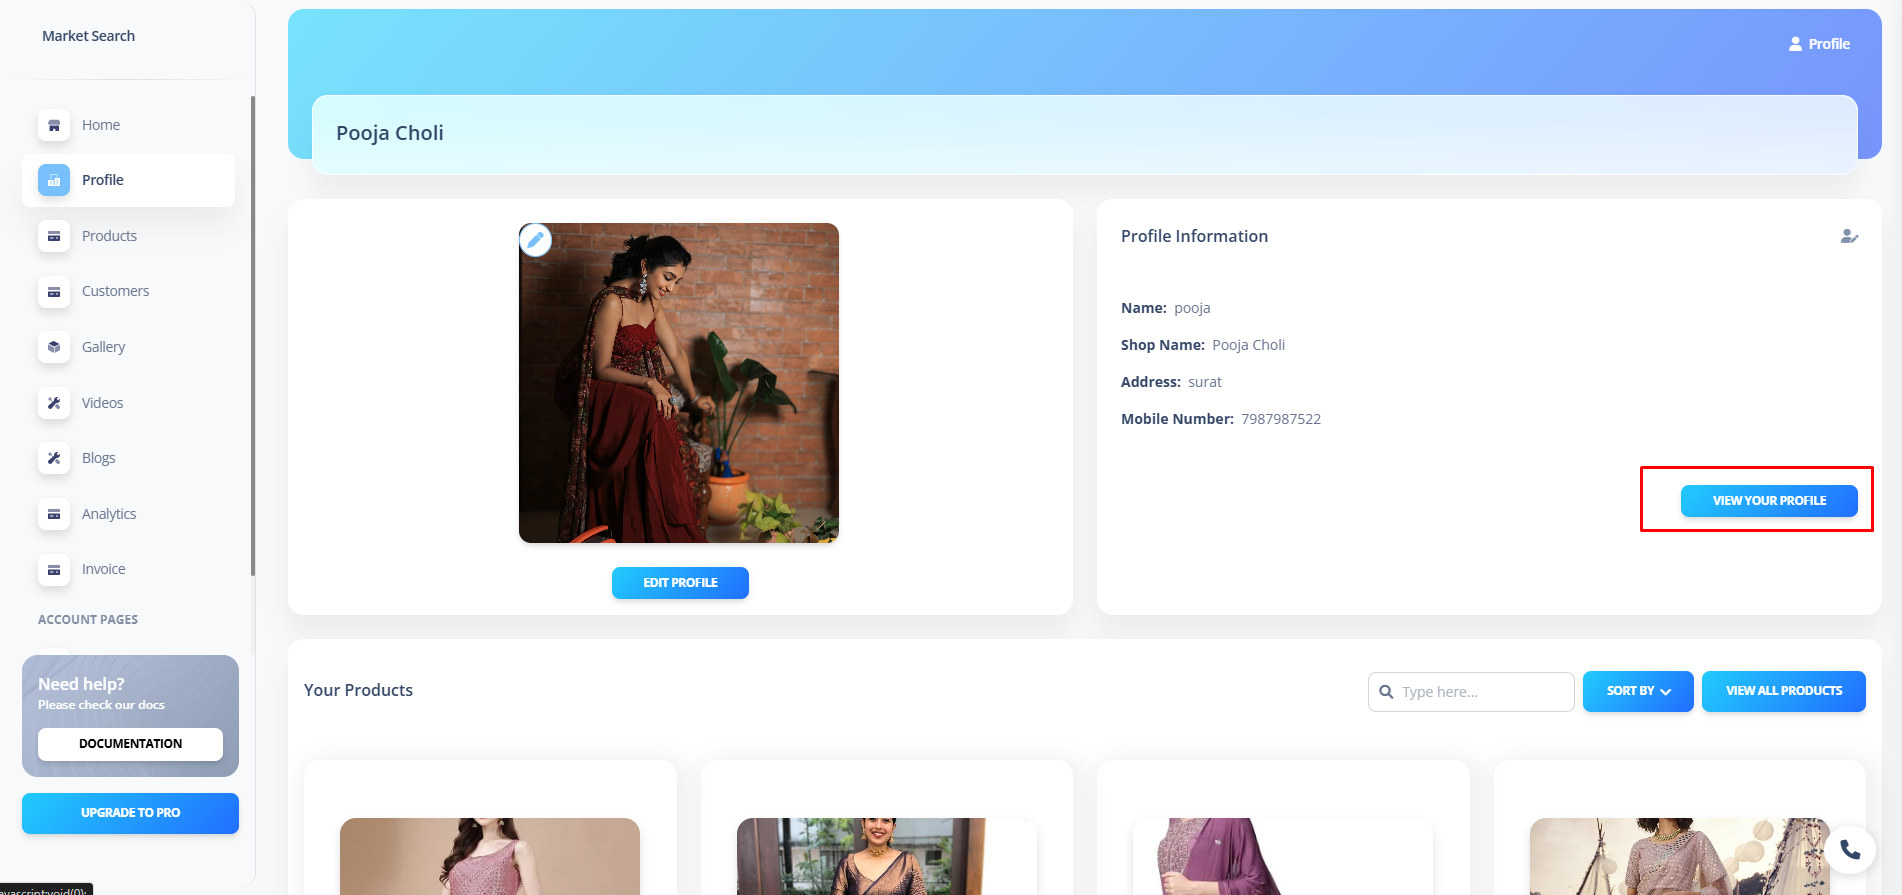 Market Search
Home
Profile
Products
Customers
Gallery
Videos
Blogs
Analytics
Invoice
ACCOUNT PAGES
Need help?
Please check our docs
DOCUMENTATION
UPGRADE TO PRO
Profile
Pooja Choli
EDIT PROFILE
Profile Information
Name: pooja
Shop Name: Pooja Choli
Address: surat
Mobile Number: 7987987522
VIEW YOUR PROFILE
Your Products
Type here...
SORT BY
VIEW ALL PRODUCTS
avascript:void(0);